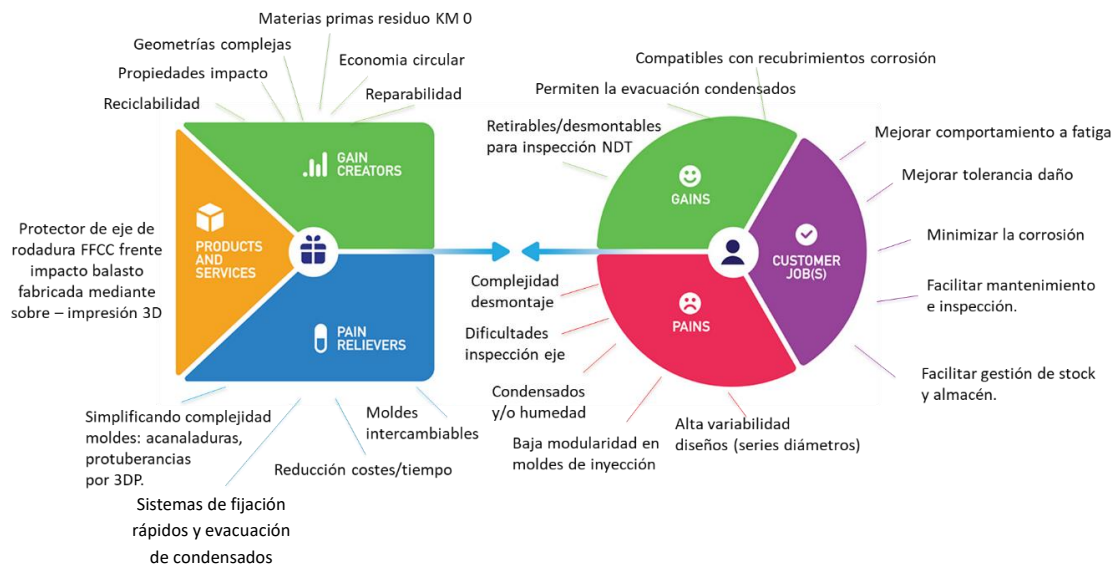 Materias primas residuo KM 0
Geometrías complejas
Economia circular
Propiedades impacto
Reparabilidad
Reciclabilidad
GAIN
CREATORS
Protector de eje de
rodadura FFCC frente
impacto balasto
fabricada mediante
sobre – impresión 3D
PRODUCTS
AND
SERVICES
PAIN
RELIEVERS
Simplificando complejidad
moldes: acanaladuras,
protuberancias
por 3DP.
Moldes
intercambiables
Reducción costes/tiempo
Sistemas de fijación
rápidos y evacuación
de condensados
Compatibles con recubrimientos corrosión
Permiten la evacuación condensados
Retirables/desmontables
para inspección NDT
GAINS
Mejorar comportamiento a fatiga
Mejorar tolerancia daño
Minimizar la corrosión
CUSTOMER
JOB(S)
Facilitar mantenimiento
e inspección.
Facilitar gestión de stock
y almacén.
PAINS
Complejidad
desmontaje
Dificultades
inspección eje
Condensados
y/o humedad
Baja modularidad en
moldes de inyección
Alta variabilidad
diseños (series diámetros)